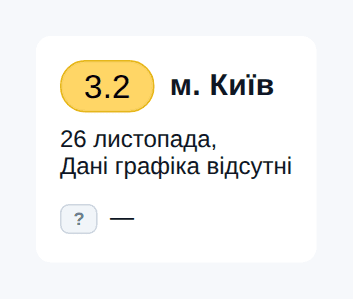 3.2 м. Київ
26 листопада,
Дані графіка відсутні
? —